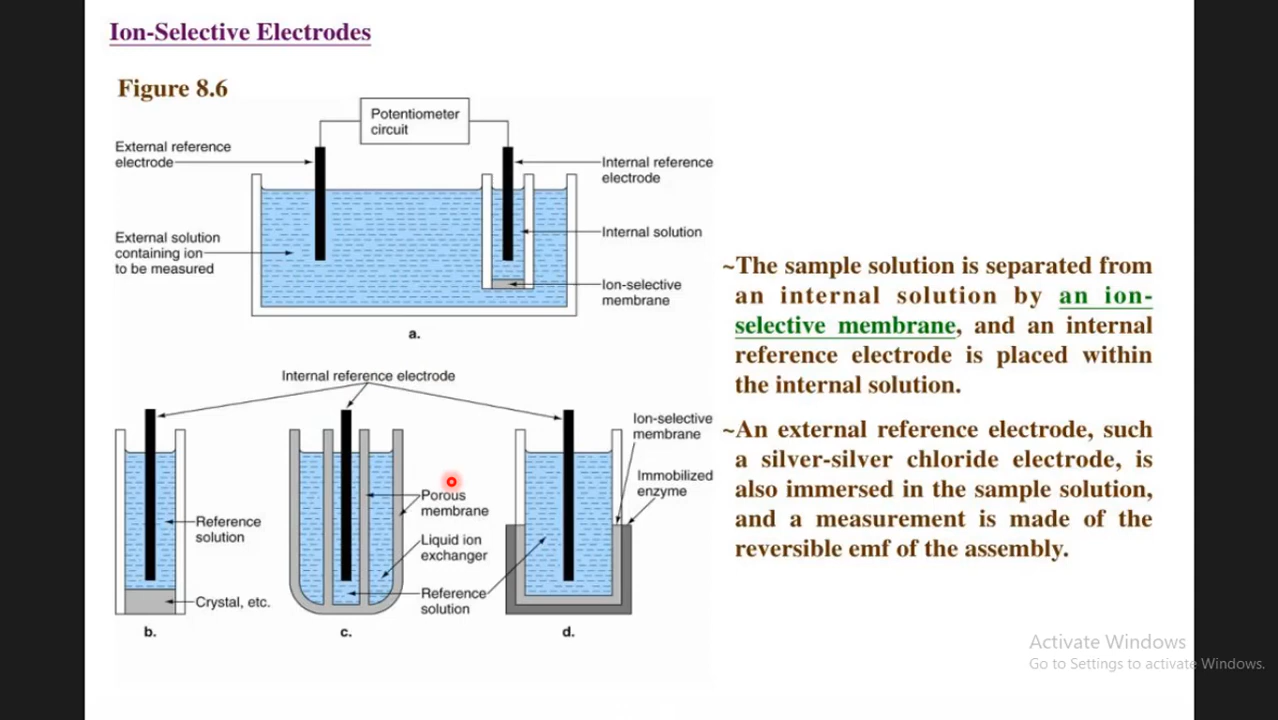 Ion-Selective Electrodes
Figure 8.6
Potentiometer
circuit
External reference
electrode
Internal reference
electrode
External solution
containing ion
to be measured
Internal solution
Ion-selective
membrane
a.
Internal reference electrode
Reference
solution
Crystal, etc.
Porous
membrane
Liquid ion
exchanger
Reference
solution
Ion-selective
membrane
Immobilized
enzyme
b.
c.
d.
~The sample solution is separated from
an internal solution by an ion-
selective membrane, and an internal
reference electrode is placed within
the internal solution.
~An external reference electrode, such
a silver-silver chloride electrode, is
also immersed in the sample solution,
and a measurement is made of the
reversible emf of the assembly.
Activate Windows
Go to Settings to activate Windows.